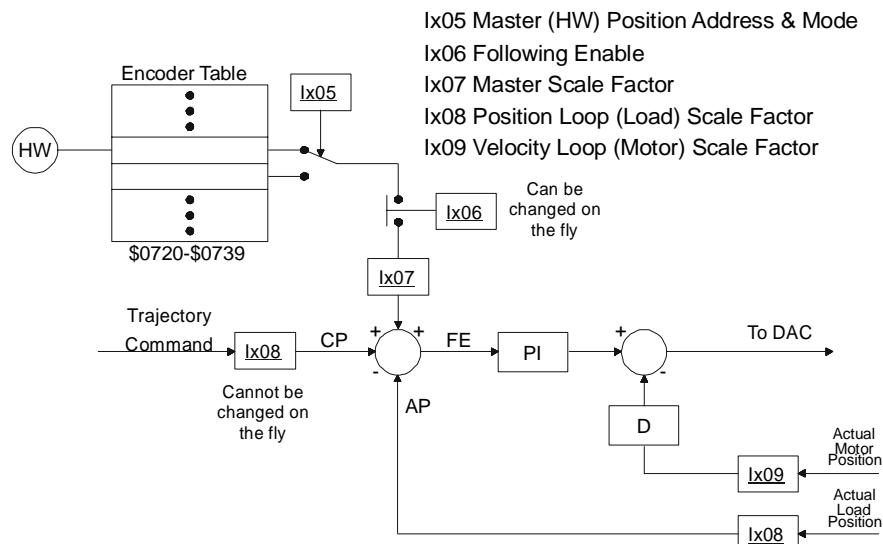 Ix05 Master (HW) Position Address & Mode
Ix06 Following Enable
Ix07 Master Scale Factor
Ix08 Position Loop (Load) Scale Factor
Ix09 Velocity Loop (Motor) Scale Factor
Encoder Table
Ix05
HW
Can be
changed on
the fly
Ix06
$0720-$0739
Ix07
Trajectory
Command
Ix08
CP
+
+
-
FE
PI
+
-
To DAC
Cannot be
changed on
the fly
AP
D
Actual
Motor
Position
Ix09
Actual
Load
Position
Ix08